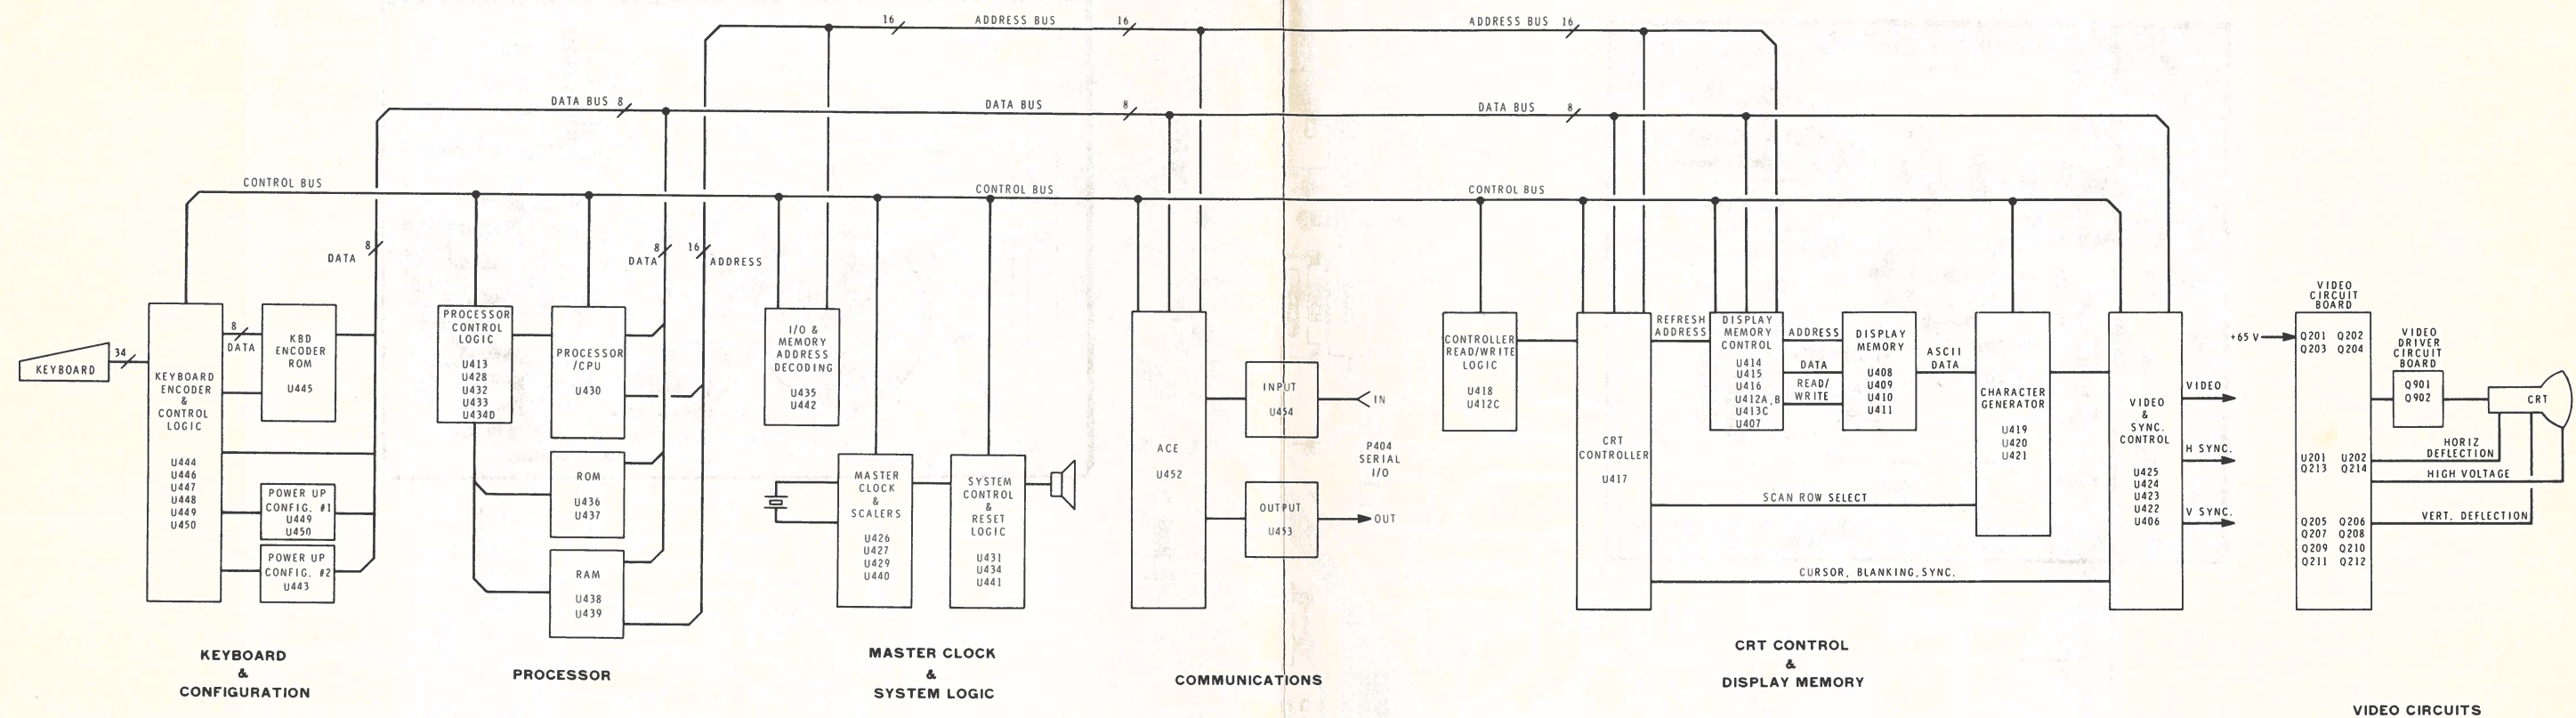 16
ADDRESS BUS
16
ADDRESS BUS 16
DATA BUS 8
DATA BUS
8
DATA BUS
8
CONTROL BUS
CONTROL BUS
CONTROL BUS
8
DATA
8
DATA
16
ADDRESS
KEYBOARD
34
KEYBOARD
ENCODER
&
CONTROL
LOGIC
U444
U446
U447
U448
U449
U450
8
DATA
KBD
ENCODER
ROM
U445
POWER UP
CONFIG. #1
U449
U450
POWER UP
CONFIG. #2
U443
KEYBOARD
&
CONFIGURATION
PROCESSOR
CONTROL
LOGIC
U413
U428
U432
U433
U434D
PROCESSOR
/CPU
U430
ROM
U436
U437
RAM
U438
U439
PROCESSOR
I/O &
MEMORY
ADDRESS
DECODING
U435
U442
MASTER
CLOCK
&
SCALERS
U426
U427
U429
U440
SYSTEM
CONTROL
&
RESET
LOGIC
U431
U434
U441
MASTER CLOCK
&
SYSTEM LOGIC
ACE
U452
INPUT
U454
IN
OUTPUT
U453
OUT
P404
SERIAL
I/O
COMMUNICATIONS
CONTROLLER
READ/WRITE
LOGIC
U418
U412C
CRT
CONTROLLER
U417
REFRESH
ADDRESS
DISPLAY
MEMORY
CONTROL
U414
U415
U416
U412A,B
U413C
U407
ADDRESS
DATA
READ/
WRITE
DISPLAY
MEMORY
U408
U409
U410
U411
ASCII
DATA
CHARACTER
GENERATOR
U419
U420
U421
SCAN ROW SELECT
CURSOR, BLANKING, SYNC.
VIDEO
&
SYNC.
CONTROL
U425
U424
U423
U422
U406
VIDEO
H SYNC.
V SYNC.
CRT CONTROL
&
DISPLAY MEMORY
VIDEO
CIRCUIT
BOARD
+65 V
Q201 Q202
Q203 Q204
U201 U202
Q213 Q214
Q205 Q206
Q207 Q208
Q209 Q210
Q211 Q212
VIDEO
DRIVER
CIRCUIT
BOARD
Q901
Q902
CRT
HORIZ
DEFLECTION
HIGH VOLTAGE
VERT. DEFLECTION
VIDEO CIRCUITS